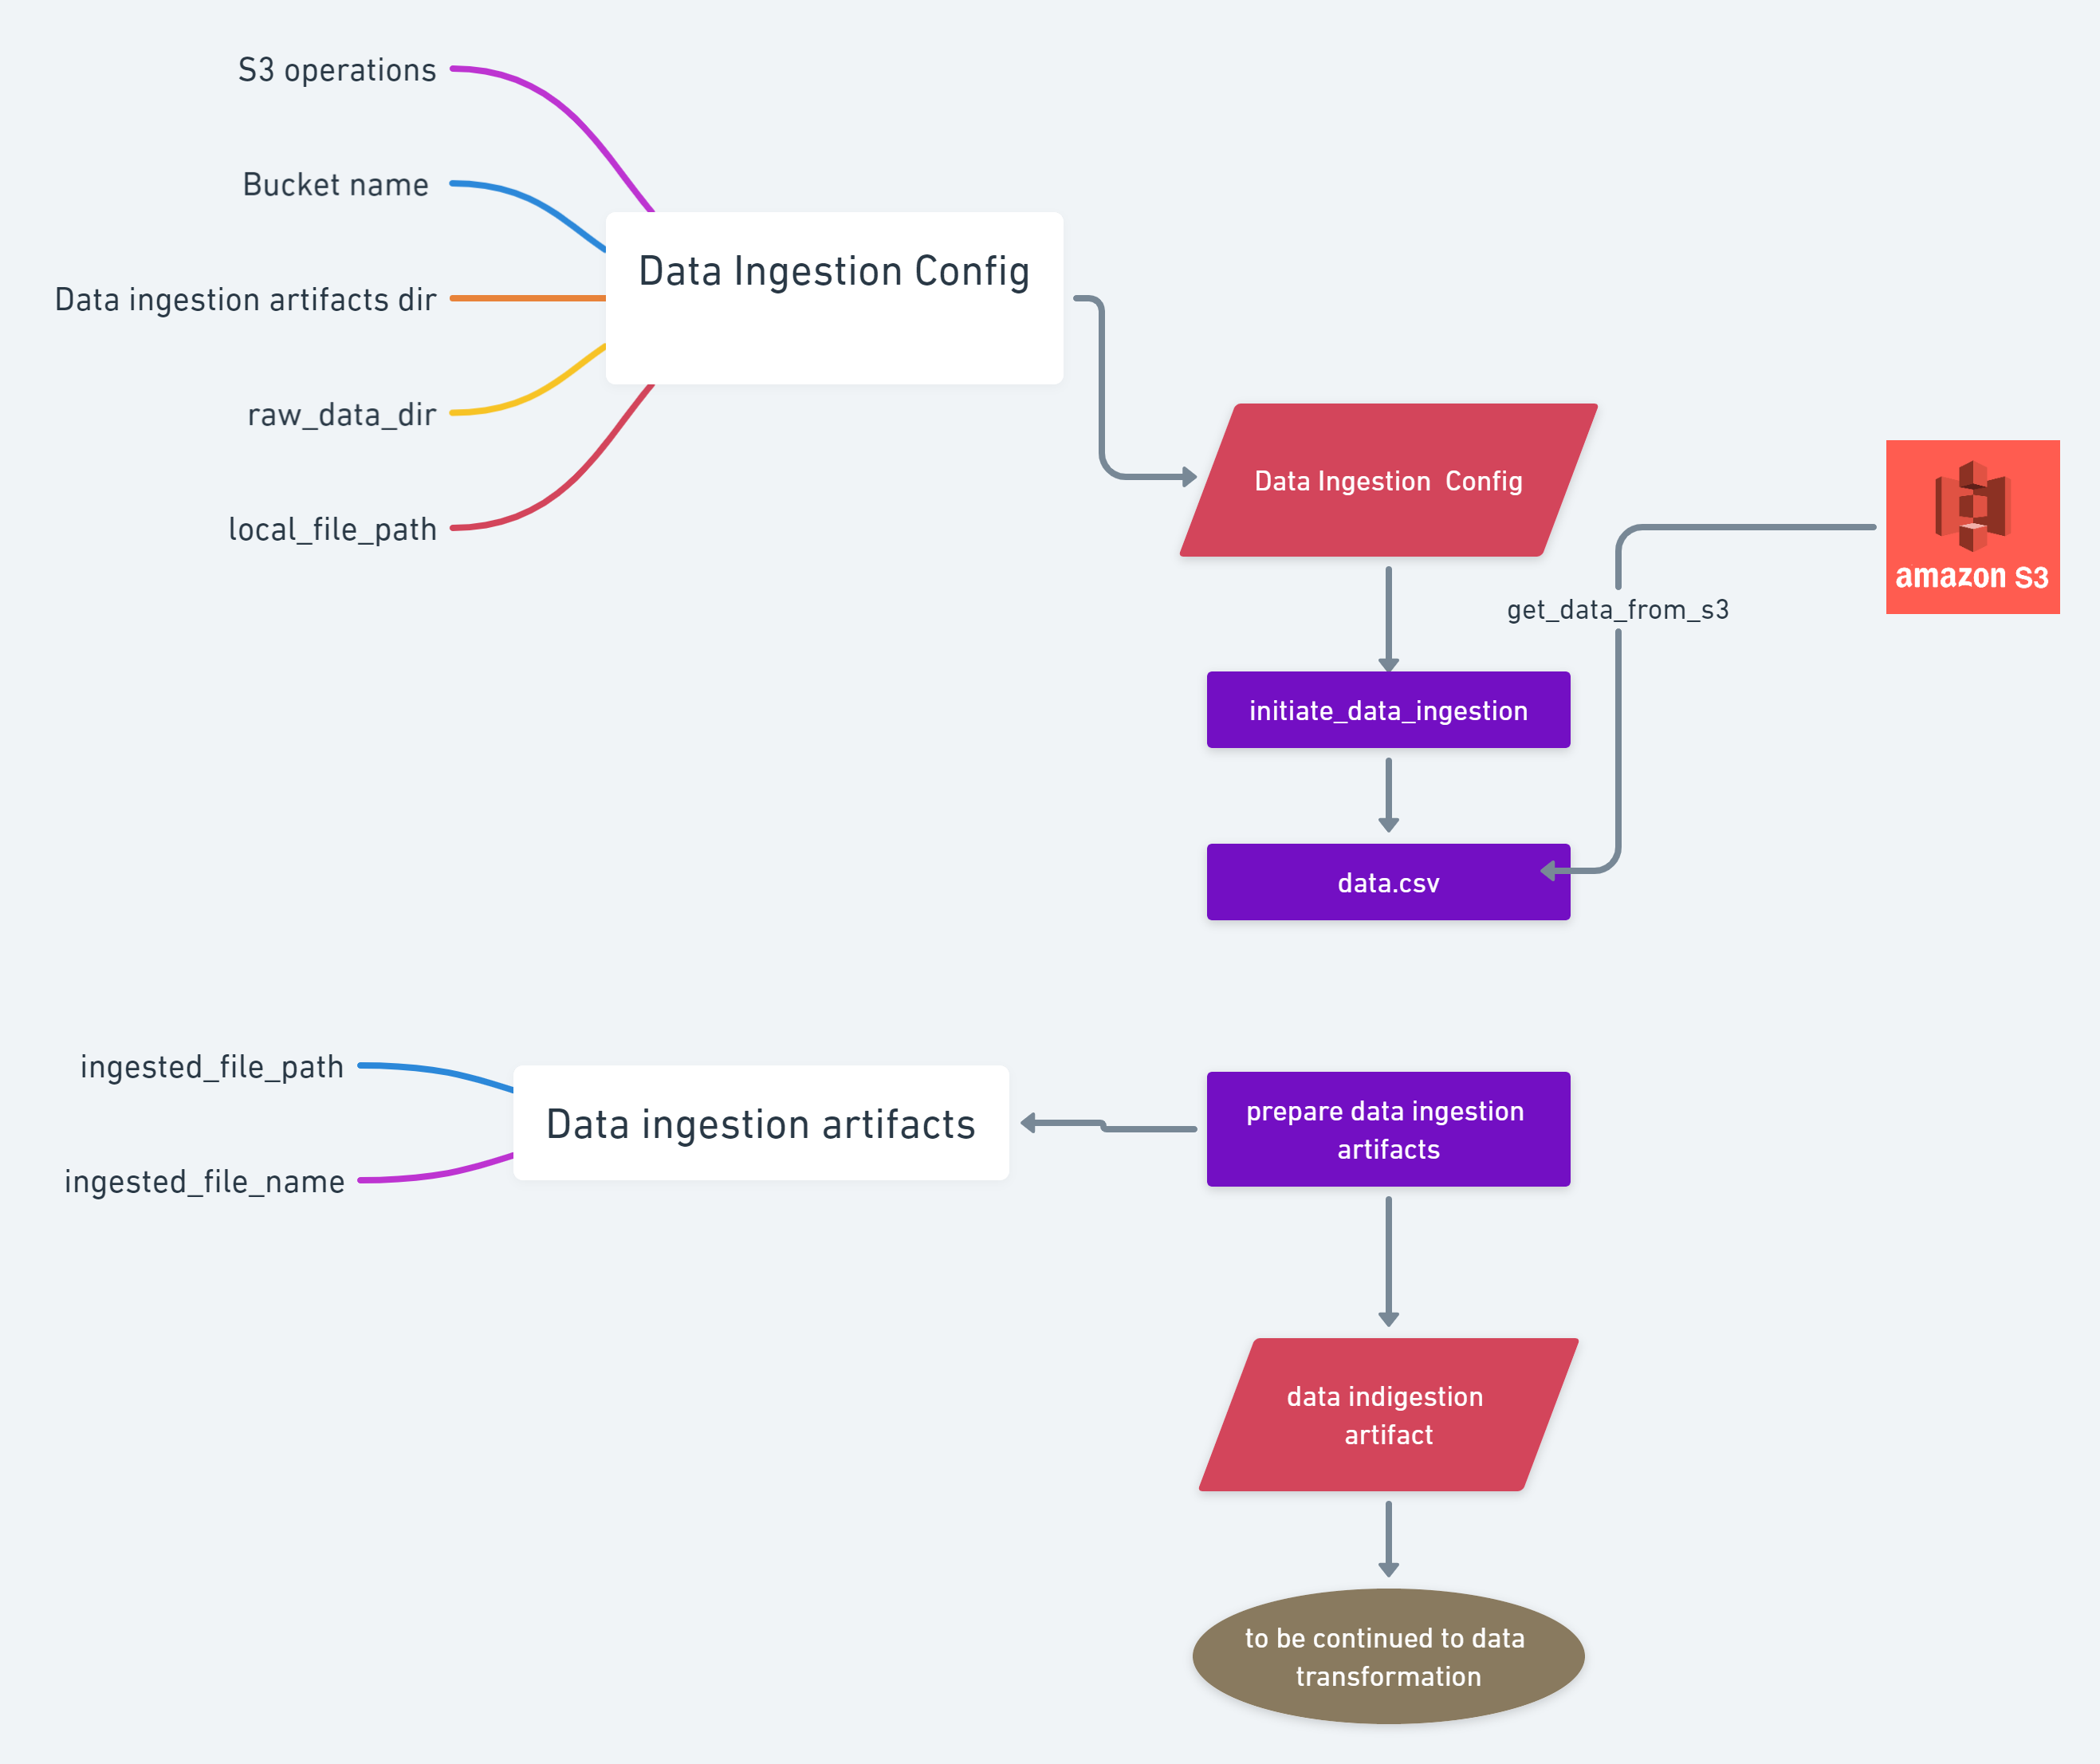 S3 operations
Bucket name
Data ingestion artifacts dir
raw_data_dir
local_file_path
Data Ingestion Config
Data Ingestion  Config
amazon S3
get_data_from_s3
initiate_data_ingestion
data.csv
ingested_file_path
ingested_file_name
Data ingestion artifacts
prepare data ingestion
artifacts
data indigestion
artifact
to be continued to data
transformation